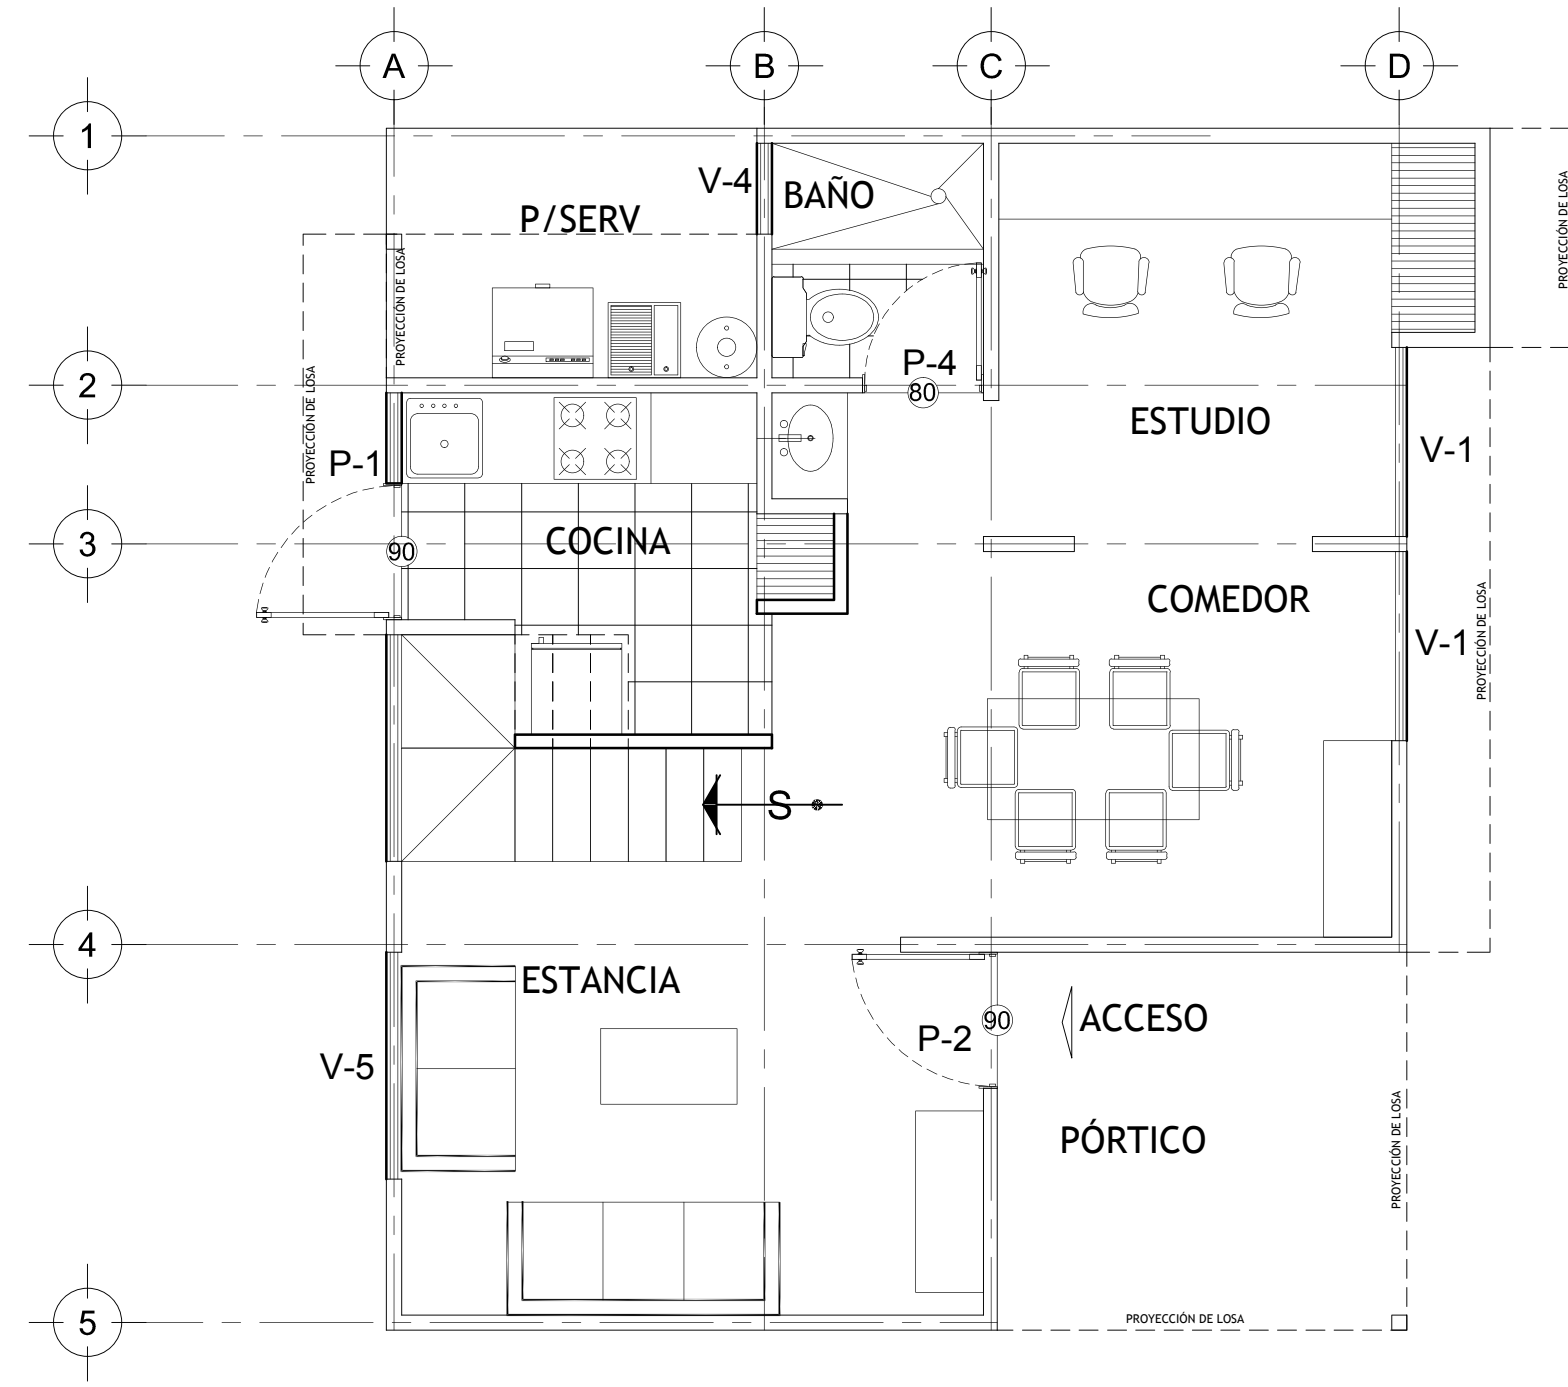 A
B
C
D
1
V-4
BAÑO
P/SERV
PROYECCIÓN DE LOSA
PROYECCIÓN DE LOSA
PROYECCIÓN DE LOSA
2
P-4
80
ESTUDIO
P-1
V-1
3
90
COCINA
COMEDOR
V-1
PROYECCIÓN DE LOSA
S
4
ESTANCIA
90
ACCESO
P-2
V-5
PÓRTICO
PROYECCIÓN DE LOSA
5
PROYECCIÓN DE LOSA